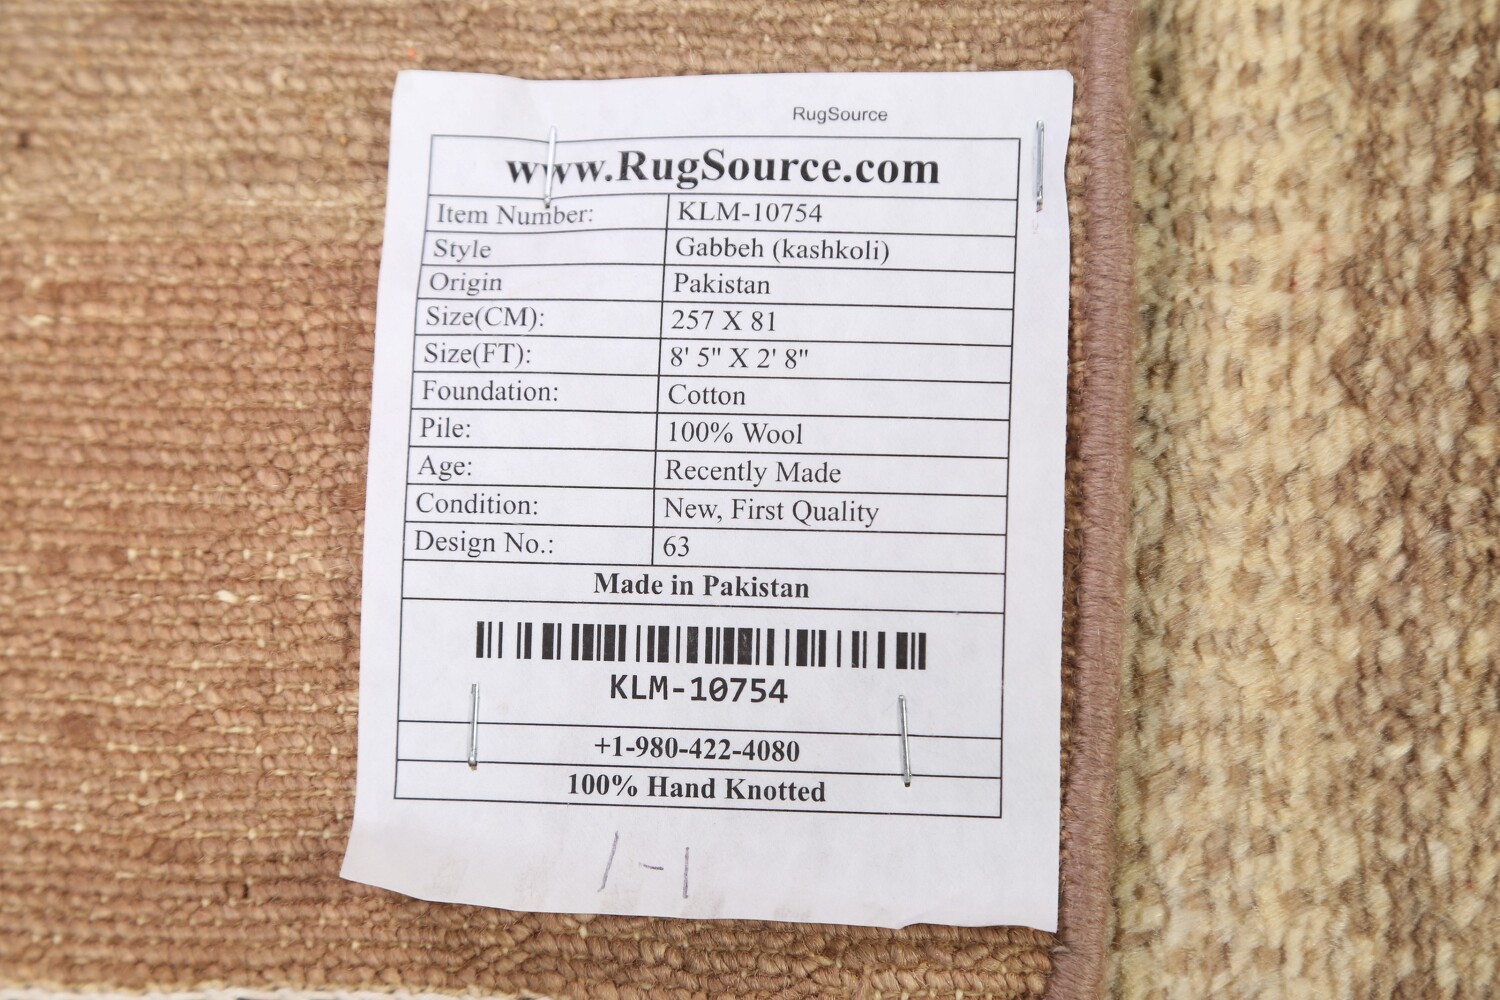 RugSource
www.RugSource.com
Item Number: KLM-10754
Style Gabbeh (kashkoli)
Origin Pakistan
Size(CM): 257 X 81
Size(FT): 8' 5" X 2' 8"
Foundation: Cotton
Pile: 100% Wool
Age: Recently Made
Condition: New, First Quality
Design No.: 63
Made in Pakistan
KLM-10754
+1-980-422-4080
100% Hand Knotted
1-1